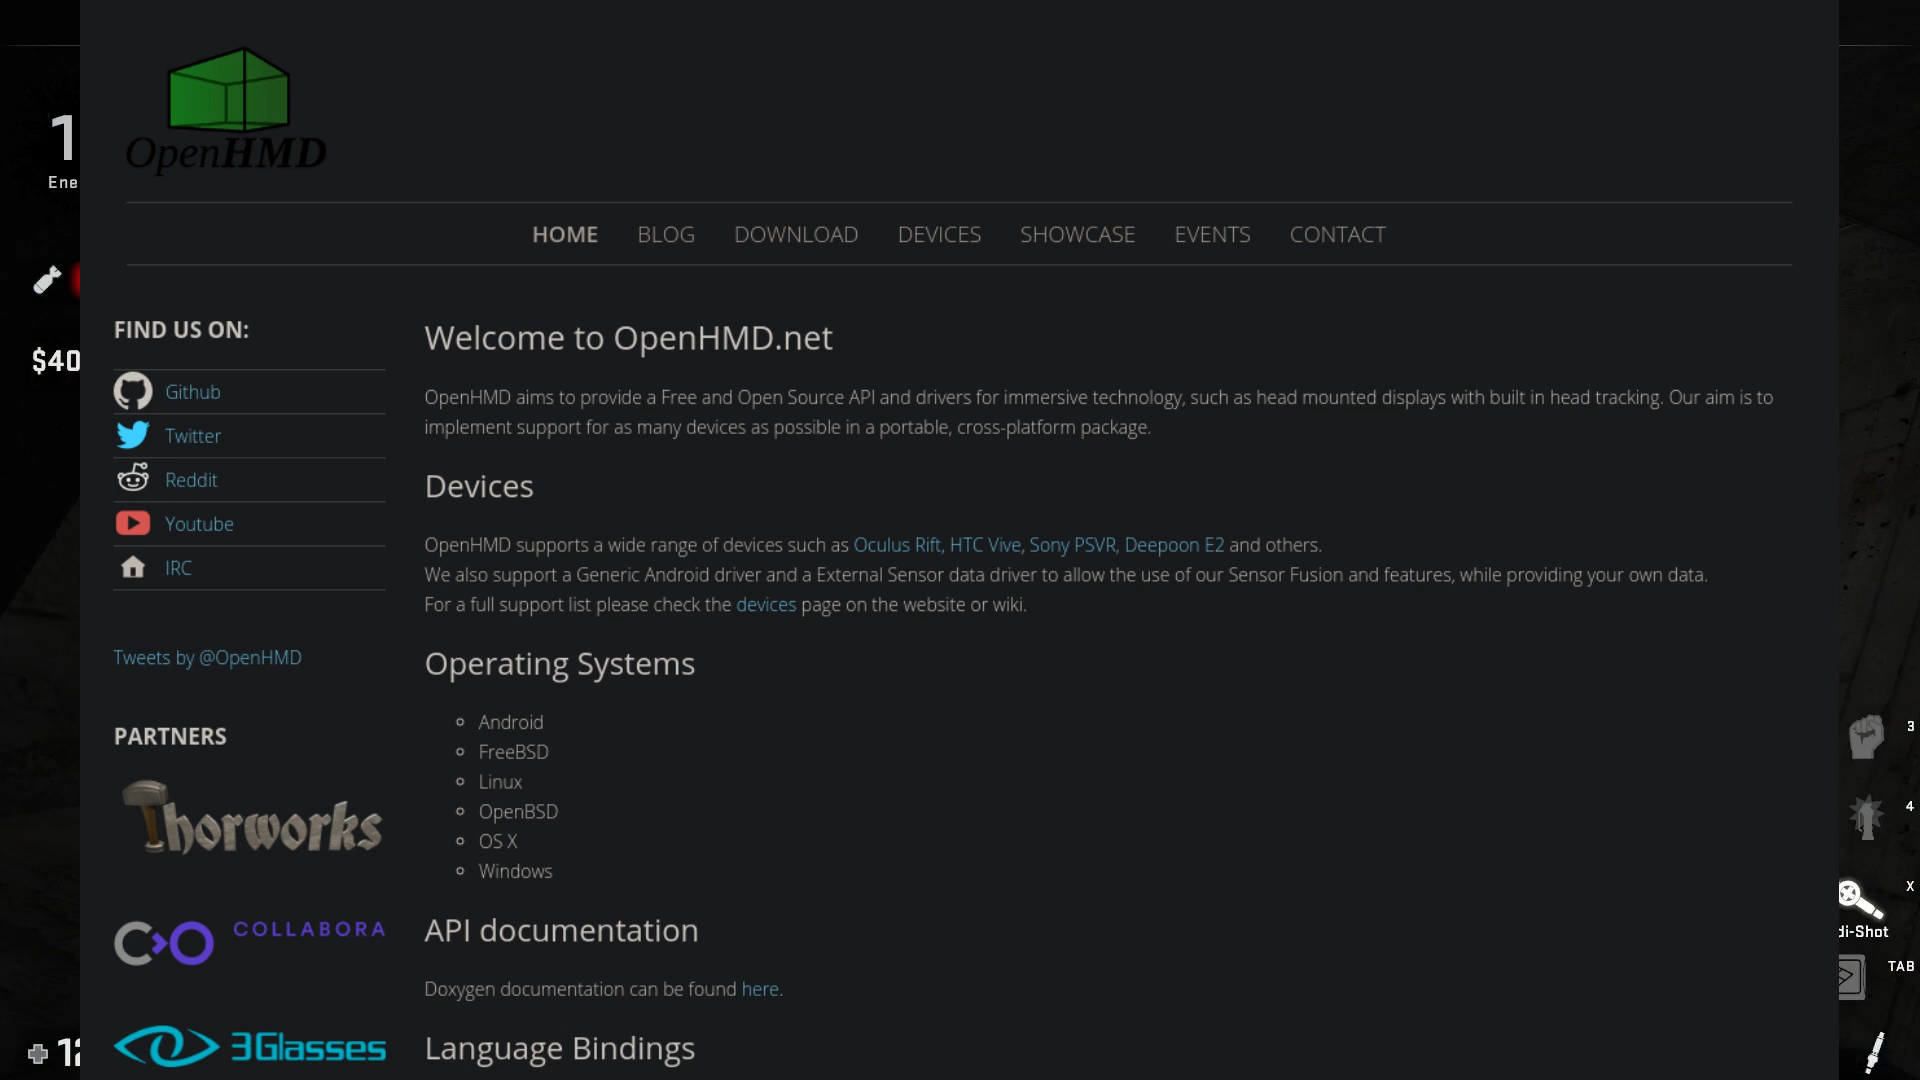 OpenHMD
HOME BLOG DOWNLOAD DEVICES SHOWCASE EVENTS CONTACT
FIND US ON:
Github
Twitter
Reddit
Youtube
IRC
Tweets by @OpenHMD
PARTNERS
Thorworks
COLLABORA
3Glasses
Welcome to OpenHMD.net
OpenHMD aims to provide a Free and Open Source API and drivers for immersive technology, such as head mounted displays with built in head tracking. Our aim is to
implement support for as many devices as possible in a portable, cross-platform package.
Devices
OpenHMD supports a wide range of devices such as Oculus Rift, HTC Vive, Sony PSVR, Deepoon E2 and others.
We also support a Generic Android driver and a External Sensor data driver to allow the use of our Sensor Fusion and features, while providing your own data.
For a full support list please check the devices page on the website or wiki.
Operating Systems
Android
FreeBSD
Linux
OpenBSD
OS X
Windows
API documentation
Doxygen documentation can be found here.
Language Bindings
1
Ene
$40
12
3
4
X
di-Shot
TAB